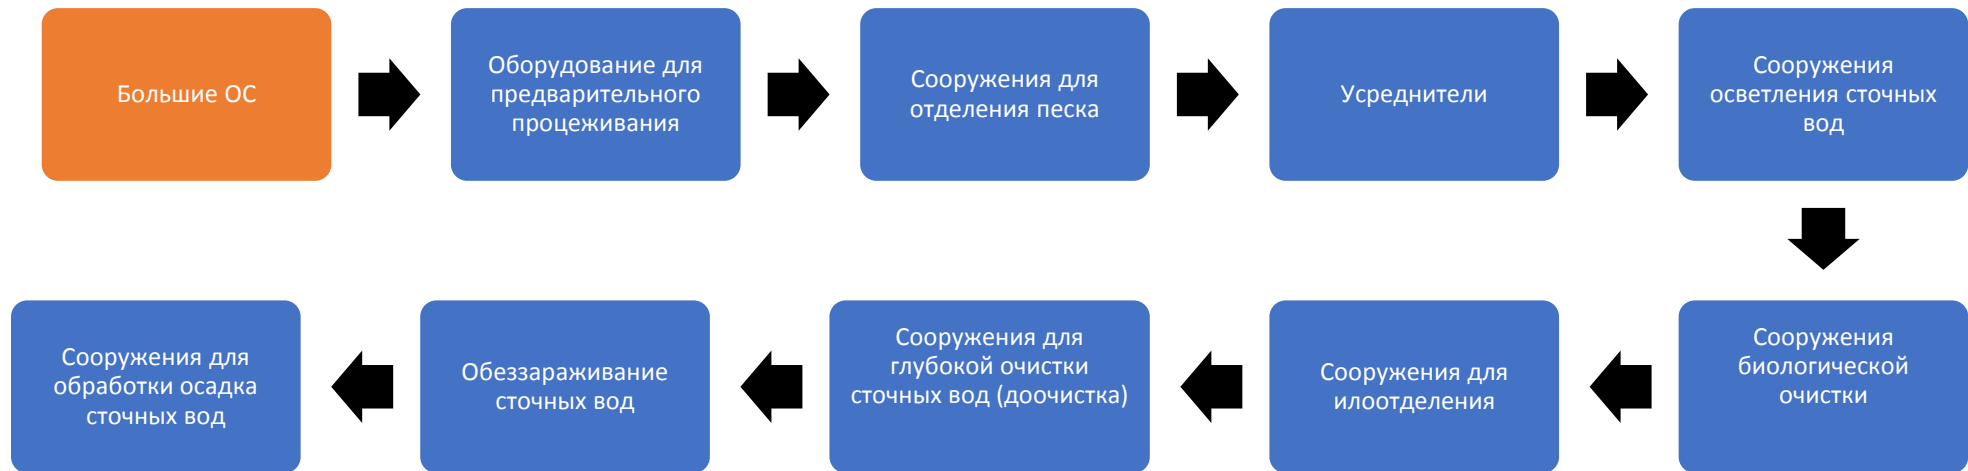 Большие ОС
Оборудование для
предварительного
процеживания
Сооружения для
отделения песка
Усреднители
Сооружения
осветления сточных
вод
Сооружения
биологической
очистки
Сооружения для
илоотделения
Сооружения для
глубокой очистки
сточных вод (доочистка)
Обеззараживание
сточных вод
Сооружения для
обработки осадка
сточных вод